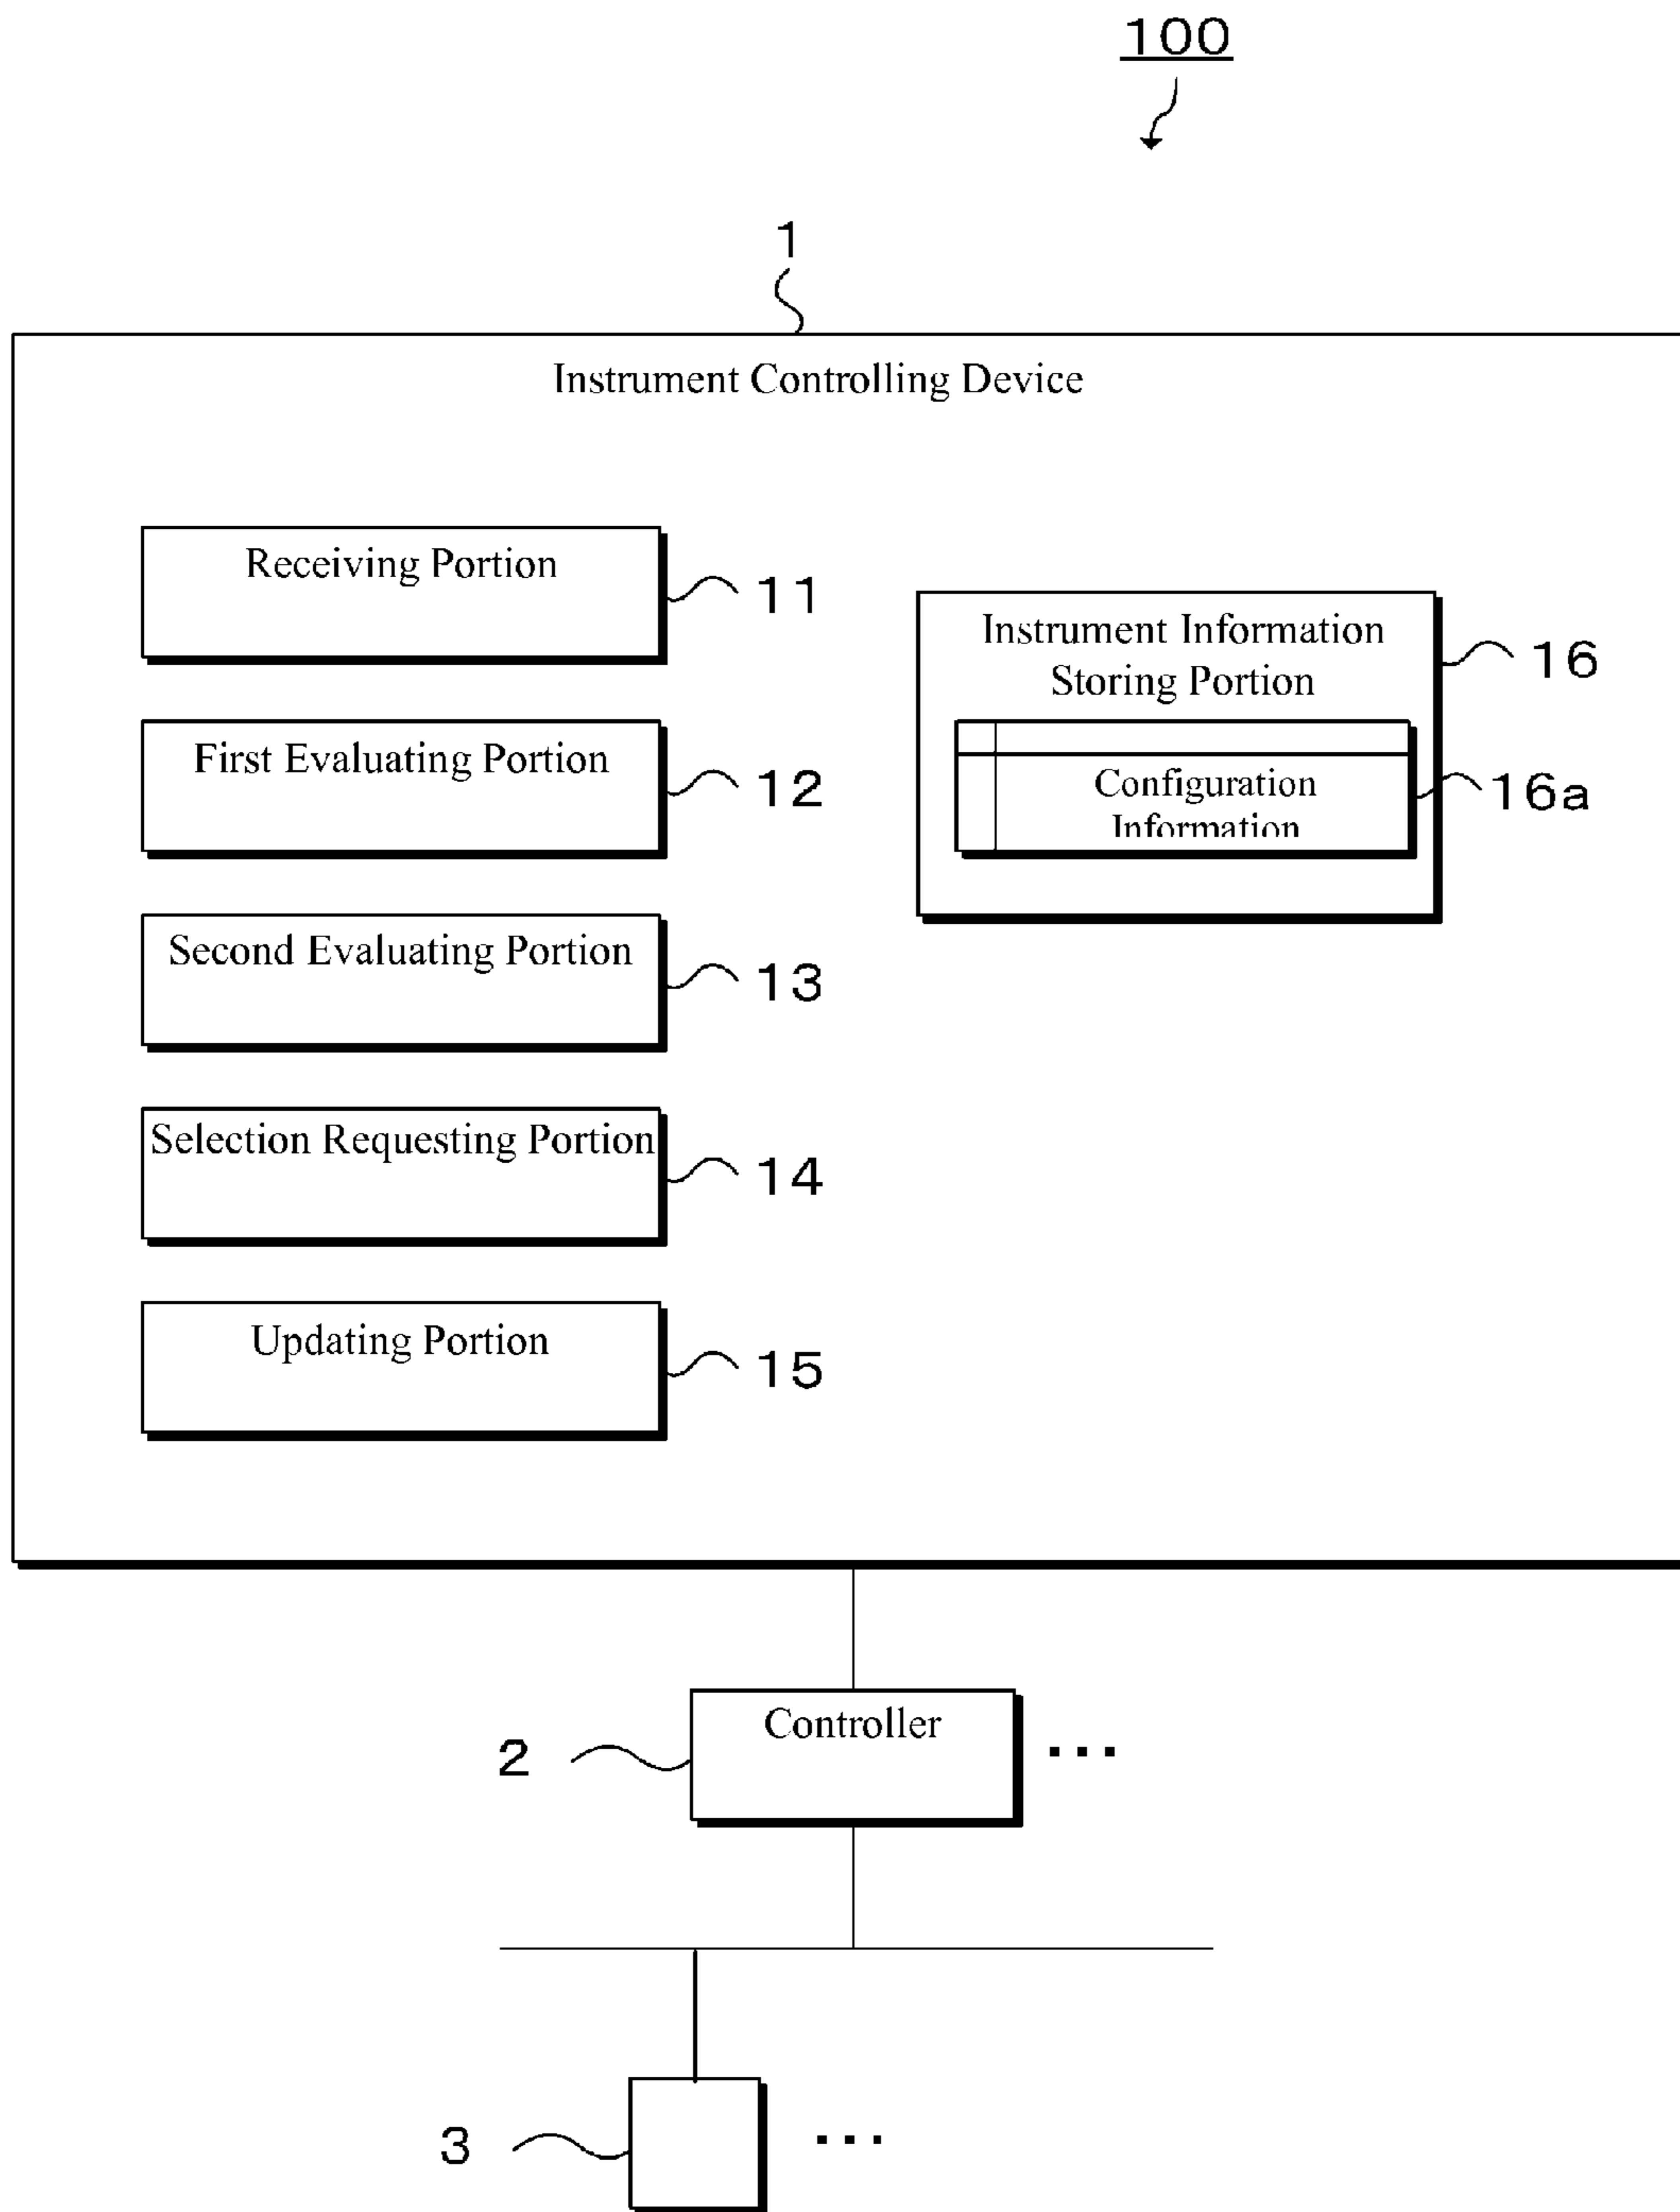 100
1
Instrument Controlling Device
Receiving Portion
11
First Evaluating Portion
12
Second Evaluating Portion
13
Selection Requesting Portion
14
Updating Portion
15
Instrument Information
Storing Portion
16
Configuration
Information
16a
Controller
2
...
3
...